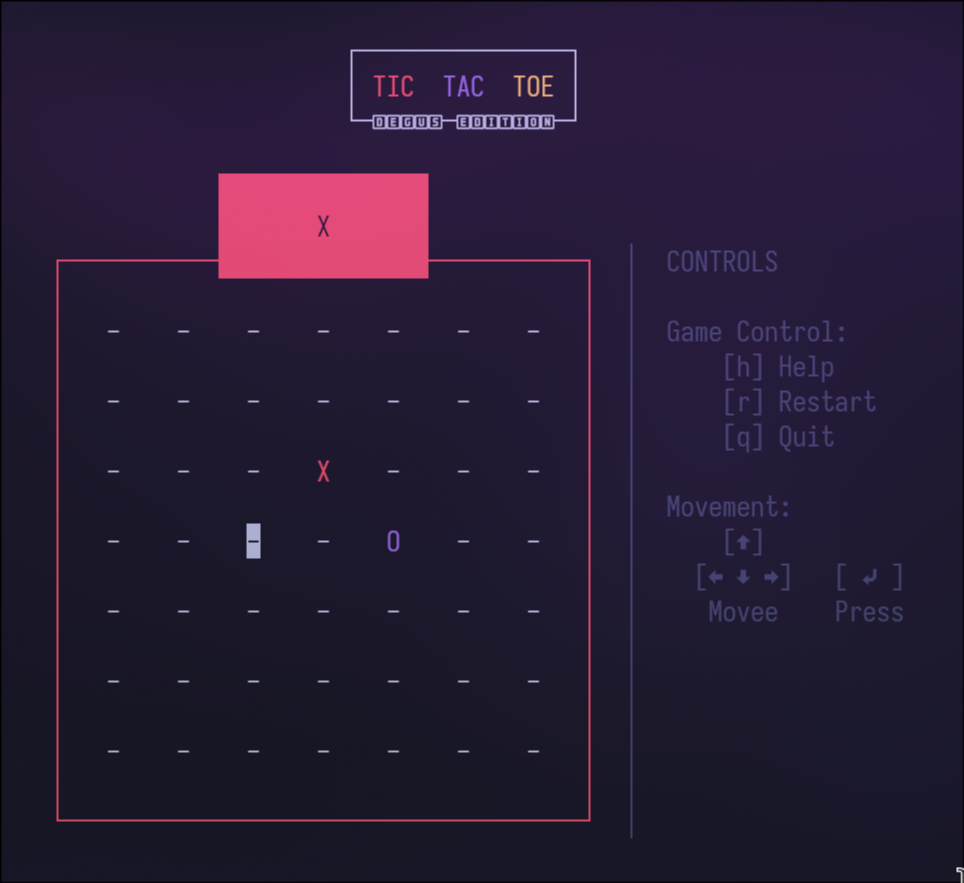 TIC TAC TOE
DEGUS EDITION
X
- - - - - - -
- - - - - - -
- - - X - - -
- - - - O - -
- - - - - - -
- - - - - - -
- - - - - - -
CONTROLS
Game Control:
[h] Help
[r] Restart
[q] Quit
Movement:
[↑]
[← ↓ →] [ ↲ ]
Movee Press